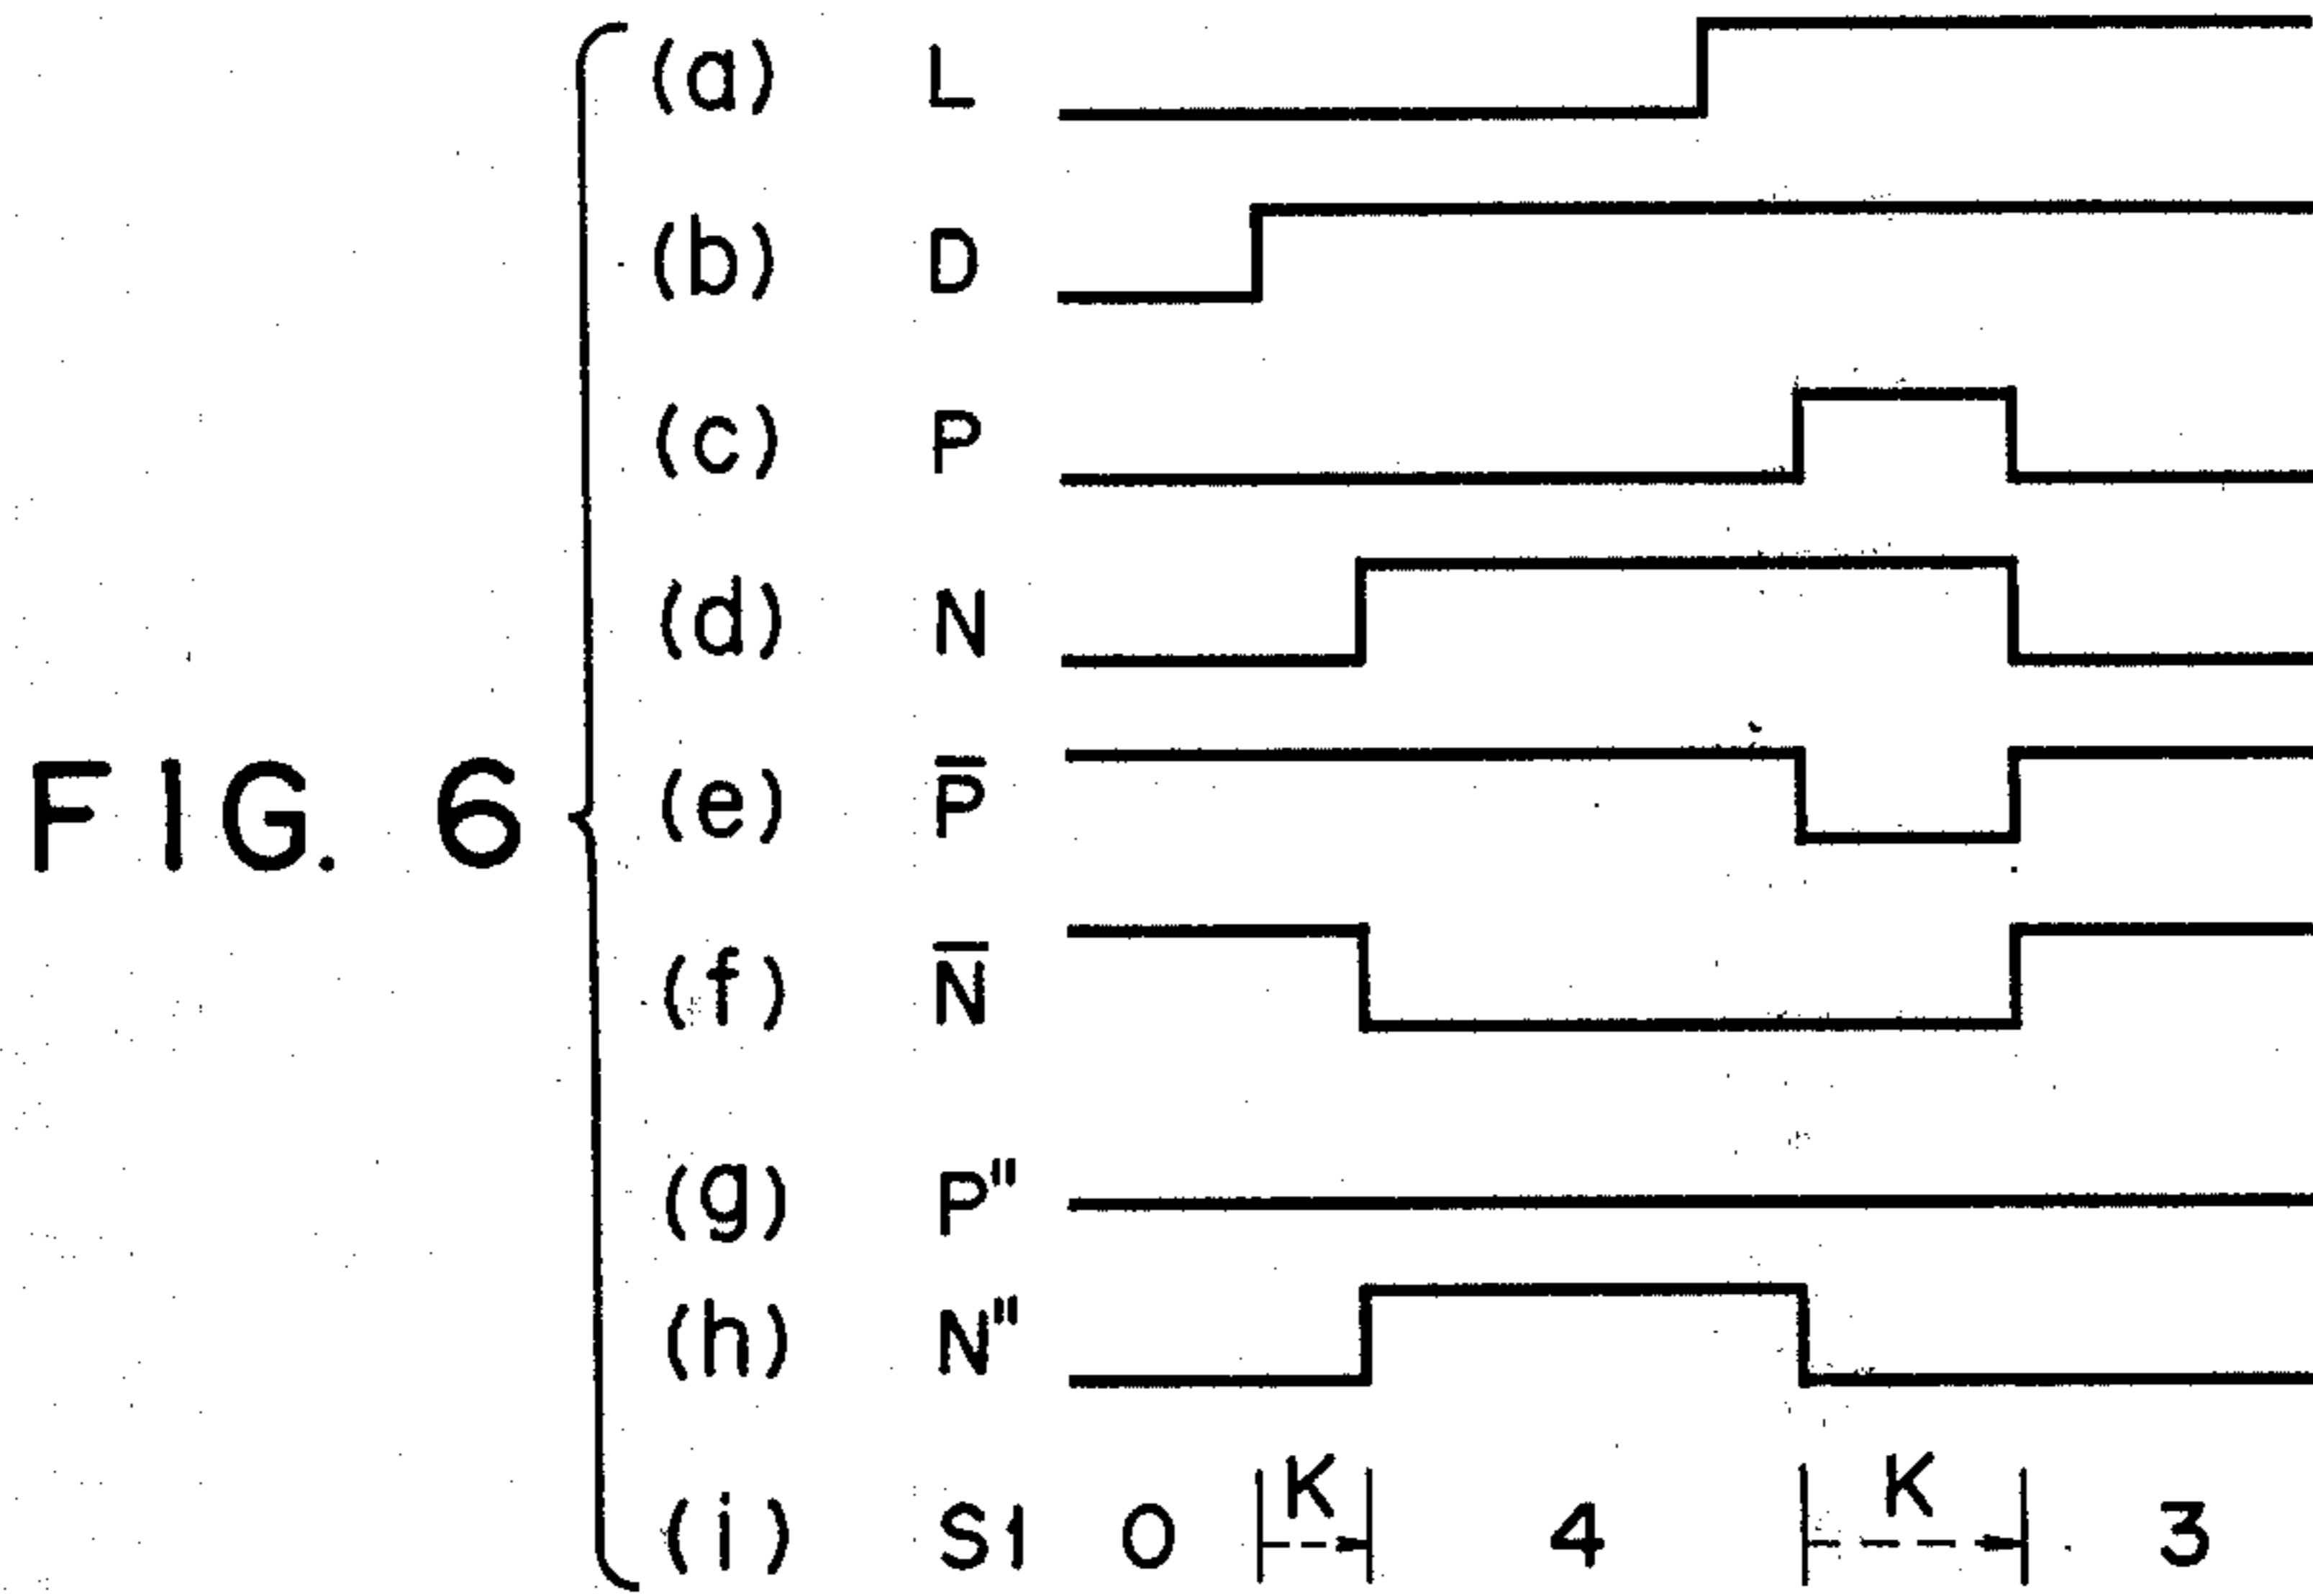 FIG. 6
(a) L
(b) D
(c) P
(d) N
(e) P̅
(f) N̅
(g) P"
(h) N"
(i) S1 0 K 4 K 3